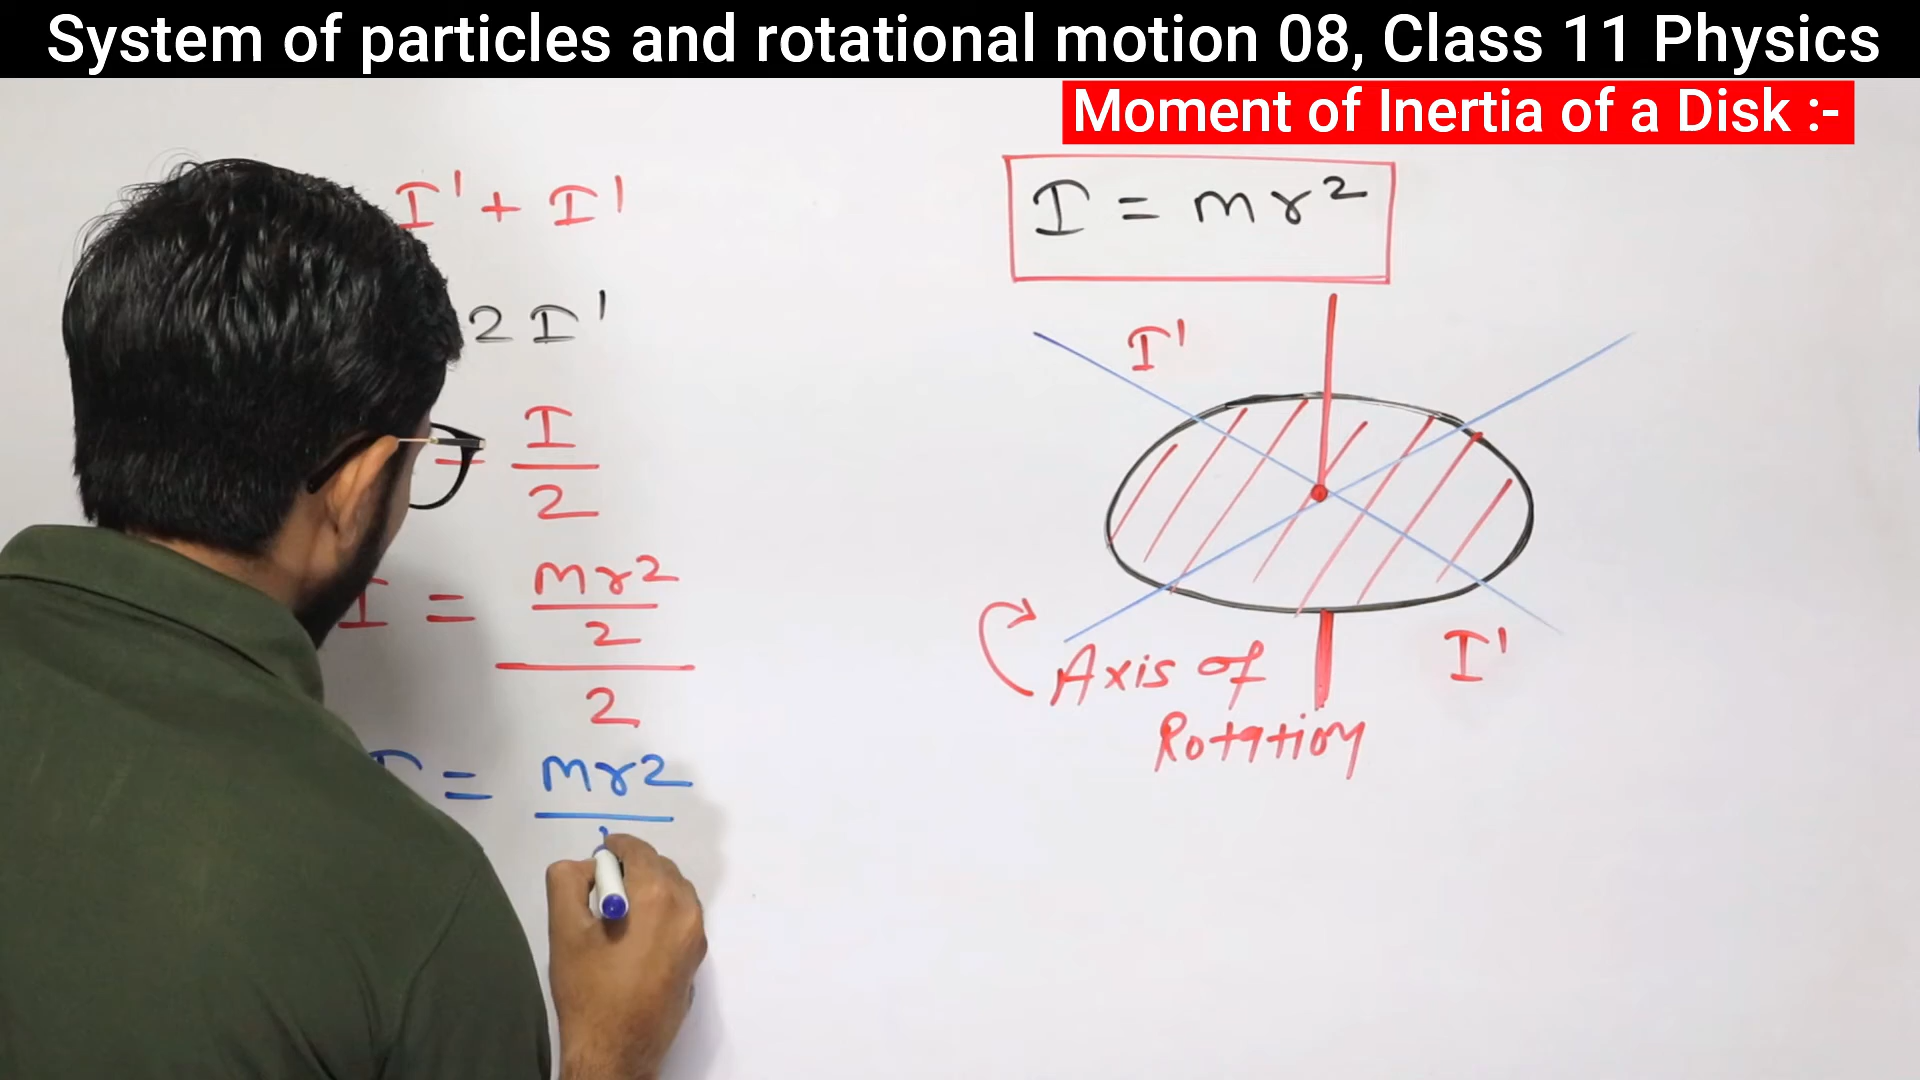 System of particles and rotational motion 08, Class 11 Physics
Moment of Inertia of a Disk :-
I' + I'
2I'
= I/2
I = mr2/2/2
= mr2/
I = mr²
I'
I'
Axis of
Rotation